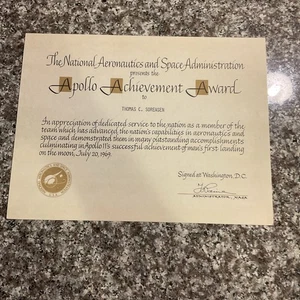 The National Aeronautics and Space Administration
presents the
Apollo Achievement Award
to
THOMAS C.
In appreciation of dedicated service to the nation as a member of the
team which has advanced the nation's capabilities in aeronautics and
space and demonstrated them in many outstanding accomplishments
culminating in Apollo 11's successful achievement of man's first landing
on the moon, July 20, 1969.
Signed at Washington, D.C.
ADMINISTRATOR, NASA